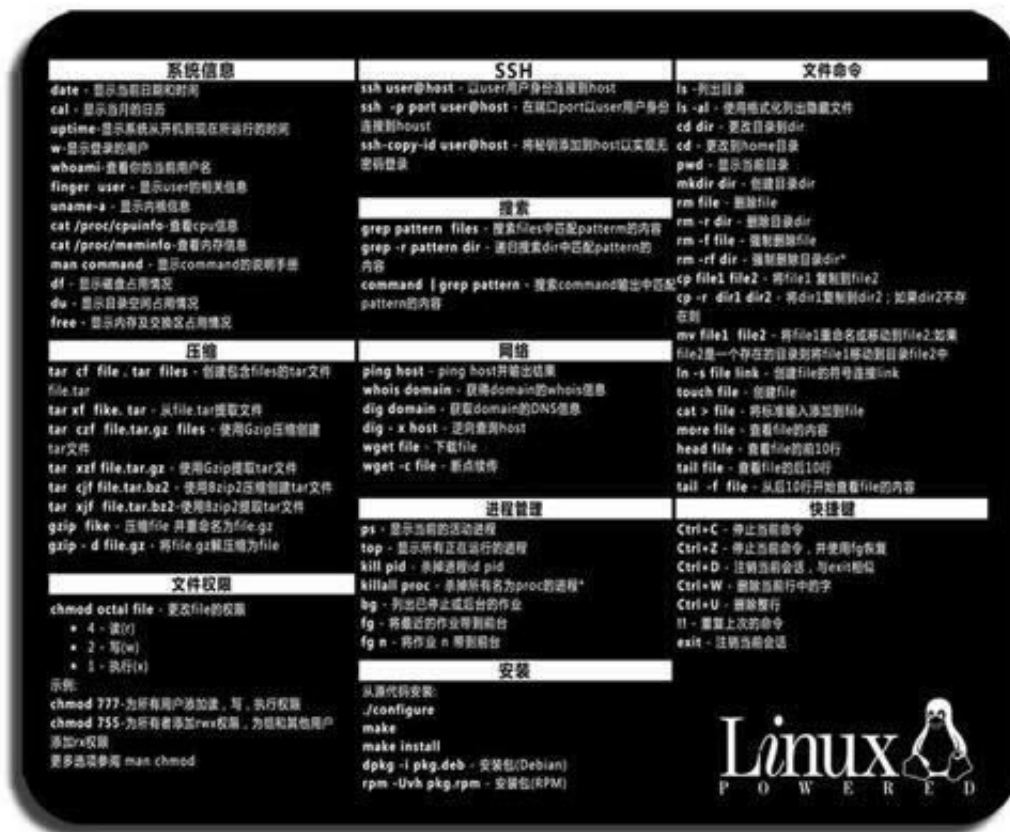 系统信息
date - 显示当前日期和时间
cal - 显示当月的日历
uptime-显示系统从开机到现在所运行的时间
w-显示登录的用户
whoami-查看你的当前用户名
finger user - 显示user的相关信息
uname-a - 显示内核信息
cat /proc/cpuinfo-查看cpu信息
cat /proc/meminfo-查看内存信息
man command - 显示command的说明手册
df - 显示磁盘占用情况
du - 显示目录空间占用情况
free - 显示内存及交换区占用情况
压缩
tar cf file . tar files - 创建包含files的tar文件
file.tar
tar xf fike. tar - 从file.tar提取文件
tar czf file.tar.gz files - 使用Gzip压缩创建
tar文件
tar xzf file.tar.gz - 使用Gzip提取tar文件
tar cjf file.tar.bz2 - 使用Bzip2压缩创建tar文件
tar xjf file.tar.bz2-使用Bzip2提取tar文件
gzip fike - 压缩file 并重命名为file.gz
gzip - d file.gz - 将file.gz解压缩为file
文件权限
chmod octal file - 更改file的权限
• 4 - 读(r)
• 2 - 写(w)
• 1 - 执行(x)
示例:
chmod 777-为所有用户添加读，写，执行权限
chmod 755-为所有者添加rwx权限，为组和其他用户
添加rx权限
更多选项参阅 man chmod
SSH
ssh user@host - 以user用户身份连接到host
ssh -p port user@host - 在端口port以user用户身份
连接到houst
ssh-copy-id user@host - 将秘钥添加到host以实现无
密码登录
搜索
grep pattern files - 搜索files中匹配patterm的内容
grep -r pattern dir - 递归搜索dir中匹配pattern的
内容
command | grep pattern - 搜索command输出中匹配
pattern的内容
网络
ping host - ping host并输出结果
whois domain - 获得domain的whois信息
dig domain - 获取domain的DNS信息
dig - x host - 逆向查询host
wget file - 下载file
wget -c file - 断点续传
进程管理
ps - 显示当前的活动进程
top - 显示所有正在运行的进程
kill pid - 杀掉进程id pid
killall proc - 杀掉所有名为proc的进程*
bg - 列出已停止或后台的作业
fg - 将最近的作业带到前台
fg n - 将作业 n 带到前台
安装
从源代码安装:
./configure
make
make install
dpkg -i pkg.deb - 安装包(Debian)
rpm -Uvh pkg.rpm - 安装包(RPM)
文件命令
ls -列出目录
ls -al - 使用格式化列出隐藏文件
cd dir - 更改目录到dir
cd - 更改到home目录
pwd - 显示当前目录
mkdir dir - 创建目录dir
rm file - 删除file
rm -r dir - 删除目录dir
rm -f file - 强制删除file
rm -rf dir - 强制删除目录dir*
cp file1 file2 - 将file1 复制到file2
cp -r dir1 dir2 - 将dir1复制到dir2；如果dir2不存
在则
mv file1 file2 - 将file1重命名或移动到file2;如果
file2是一个存在的目录则将file1移动到目录file2中
ln -s file link - 创建file的符号连接link
touch file - 创建file
cat > file - 将标准输入添加到file
more file - 查看file的内容
head file - 查看file的前10行
tail file - 查看file的后10行
tail -f file - 从后10行开始查看file的内容
快捷键
Ctrl+C - 停止当前命令
Ctrl+Z - 停止当前命令，并使用fg恢复
Ctrl+D - 注销当前会话，与exit相似
Ctrl+W - 删除当前行中的字
Ctrl+U - 删除整行
!! - 重复上次的命令
exit - 注销当前会话
Linux
POWERED